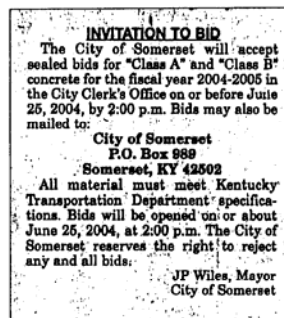 INVITATION TO BID
The City of Somerset will accept
sealed bids for "Class A" and "Class B"
concrete for the fiscal year 2004-2005 in
the City Clerk's Office on or before June
25, 2004, by 2:00 p.m. Bids may also be
mailed to:
City of Somerset
P.O. Box 989
Somerset, KY 42502
All material must meet Kentucky
Transportation Department specifica-
tions. Bids will be opened on or about
June 25, 2004, at 2:00 p.m. The City of
Somerset reserves the right to reject
any and all bids.
JP Wiles, Mayor
City of Somerset